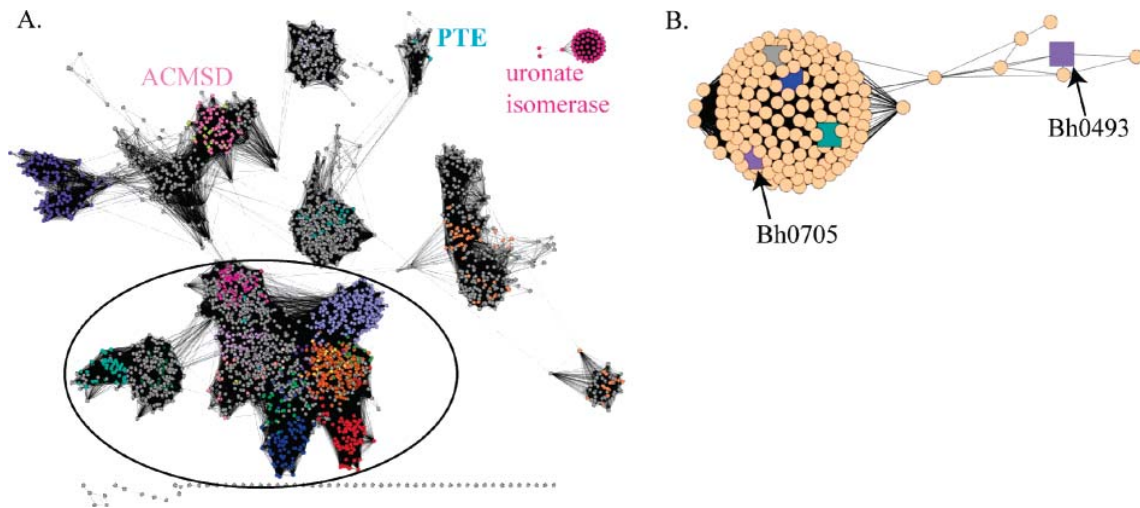 A.
ACMSD
PTE
uronate
isomerase
B.
Bh0493
Bh0705